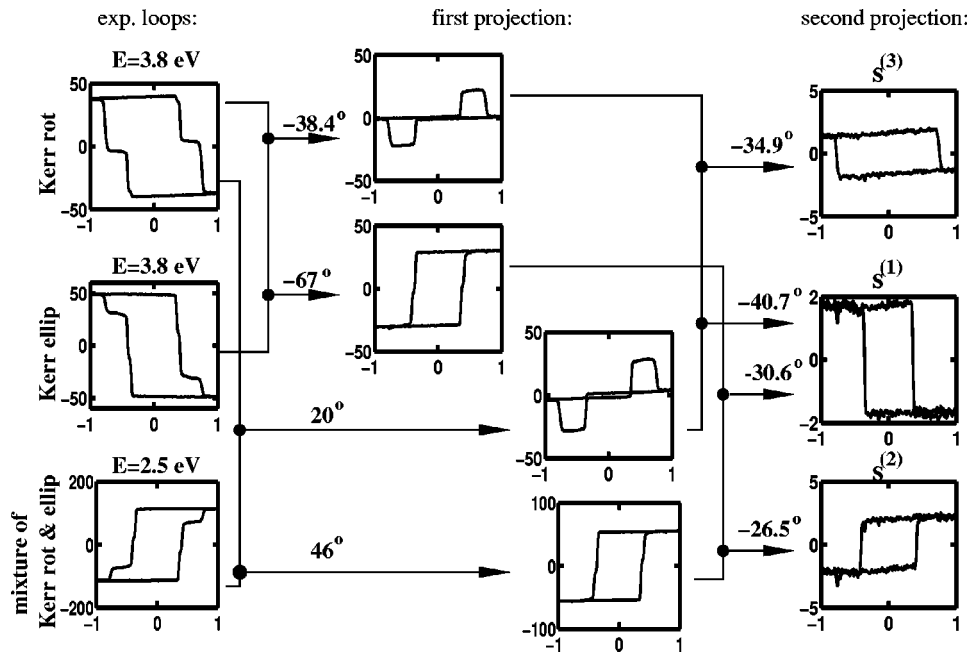 exp. loops:
first projection:
second projection:
E=3.8 eV
Kerr rot
50
0
−50
−1 0 1
−38.4°
50
0
−50
−1 0 1
−34.9°
S(3)
5
0
−5
−1 0 1
E=3.8 eV
Kerr ellip
50
0
−50
−1 0 1
−67°
50
0
−50
−1 0 1
20°
50
0
−50
−1 0 1
−40.7°
-30.6°
S(1)
2
0
−2
−1 0 1
E=2.5 eV
mixture of
Kerr rot & ellip
200
0
−200
−1 0 1
46°
100
0
−100
−1 0 1
−26.5°
S(2)
5
0
−5
−1 0 1